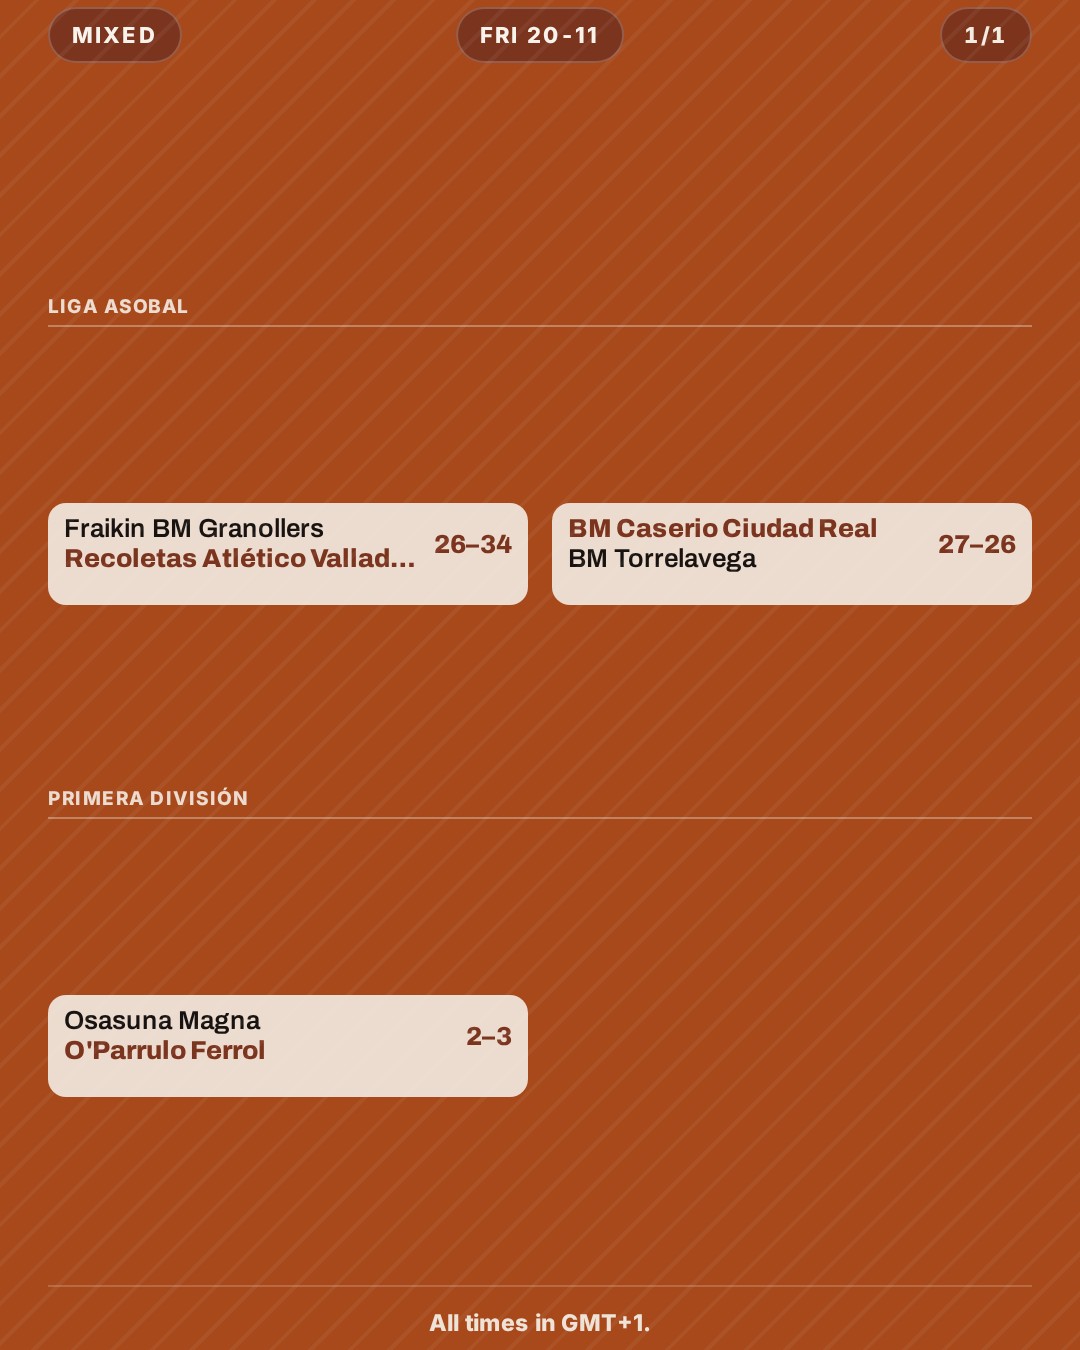 MIXED
FRI 20-11
1/1
LIGA ASOBAL
Fraikin BM Granollers
Recoletas Atlético Vallad...
26–34
BM Caserio Ciudad Real
BM Torrelavega
27–26
PRIMERA DIVISIÓN
Osasuna Magna
O'Parrulo Ferrol
2–3
All times in GMT+1.